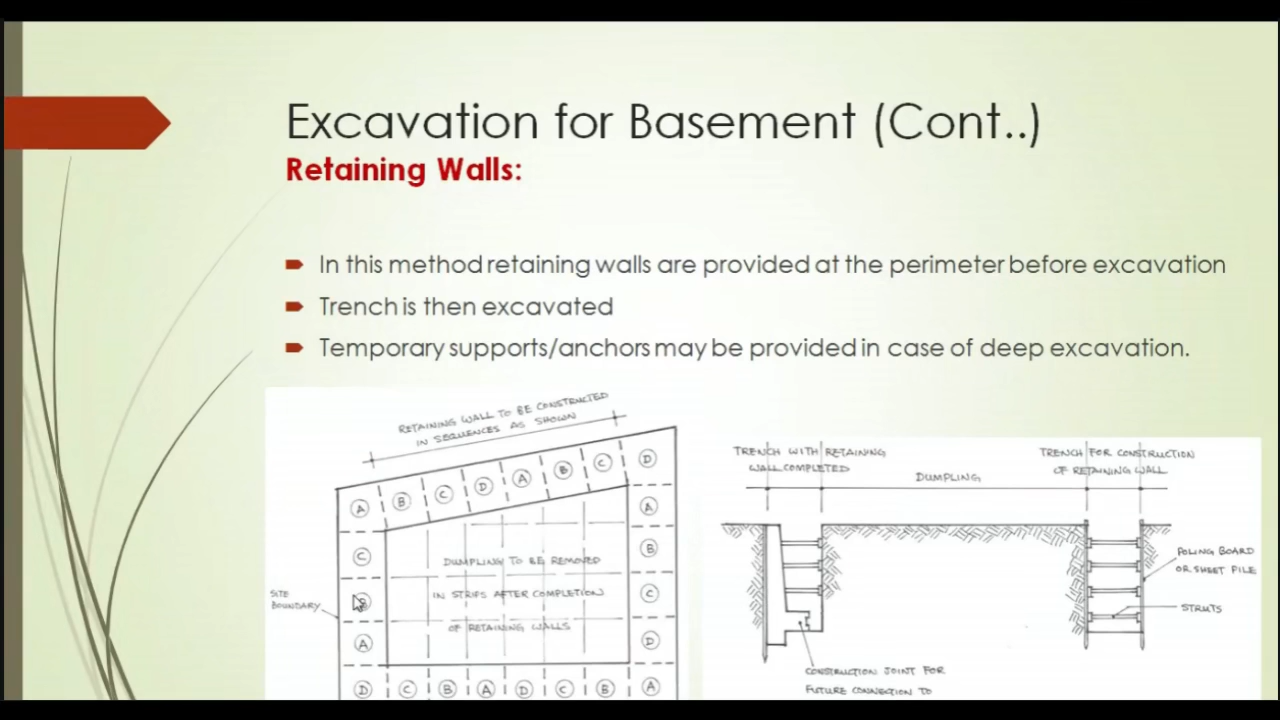 Excavation for Basement (Cont..)
Retaining Walls:
In this method retaining walls are provided at the perimeter before excavation
Trench is then excavated
Temporary supports/anchors may be provided in case of deep excavation.
RETAINING WALL TO BE CONSTRUCTED
IN SEQUENCES AS SHOWN
A B C D A B C D
A
C
B
B
C
A
D
DUMPLING TO BE REMOVED
IN STRIPS AFTER COMPLETION
OF RETAINING WALLS
SITE
BOUNDARY
D C B A D C B A
TRENCH WITH RETAINING
WALL COMPLETED
DUMPLING
TRENCH FOR CONSTRUCTION
OF RETAINING WALL
POLING BOARD
OR SHEET PILE
STRUTS
CONSTRUCTION JOINT FOR
FUTURE CONNECTION TO